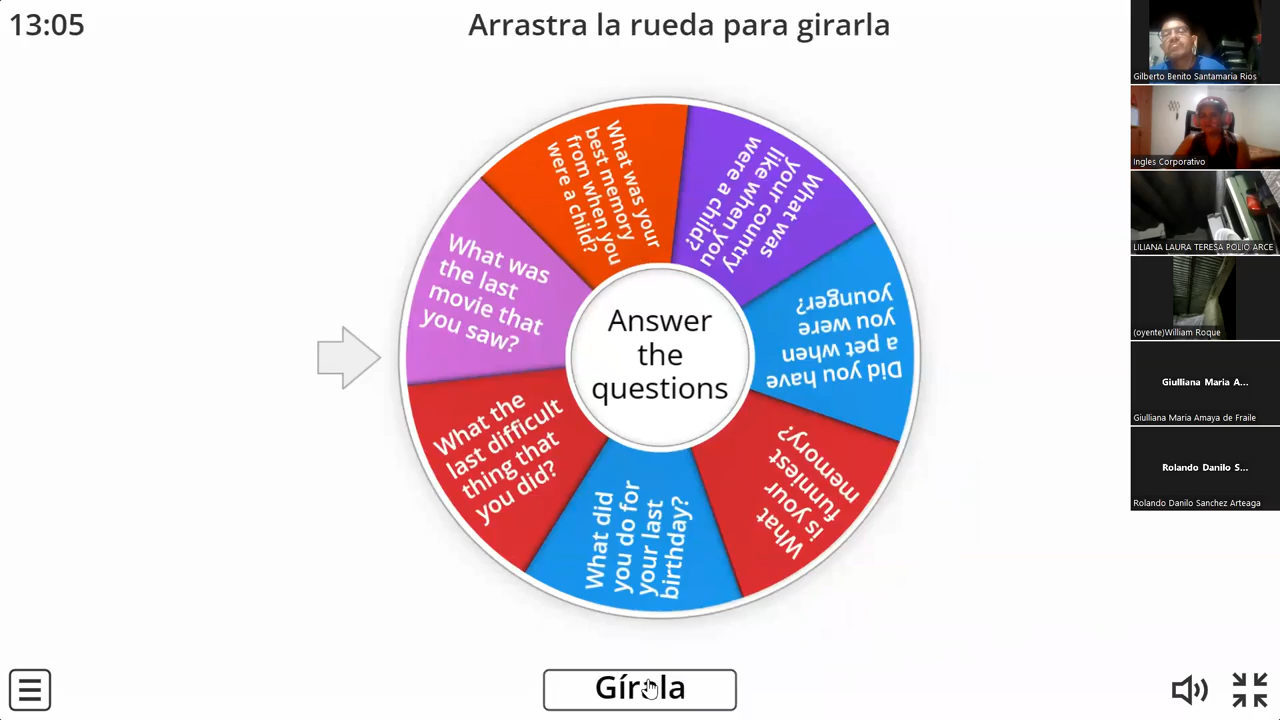 13:05
Arrastra la rueda para girarla
What was your
best memory
from when you
were a child?
What was
your country
like when you
were a child?
Did you have
a pet when
you were
younger?
What
is your
funniest
memory?
What did
you do for
your last
birthday?
What the
last difficult
thing that
you did?
What was
the last
movie that
you saw?
Answer
the
questions
Gírala
Gilberto Benito Santamaria Rios
Ingles Corporativo
LILIANA LAURA TERESA POLIO ARCE
(oyente)William Roque
Giulliana Maria A...
Giulliana Maria Amaya de Fraile
Rolando Danilo S...
Rolando Danilo Sanchez Arteaga